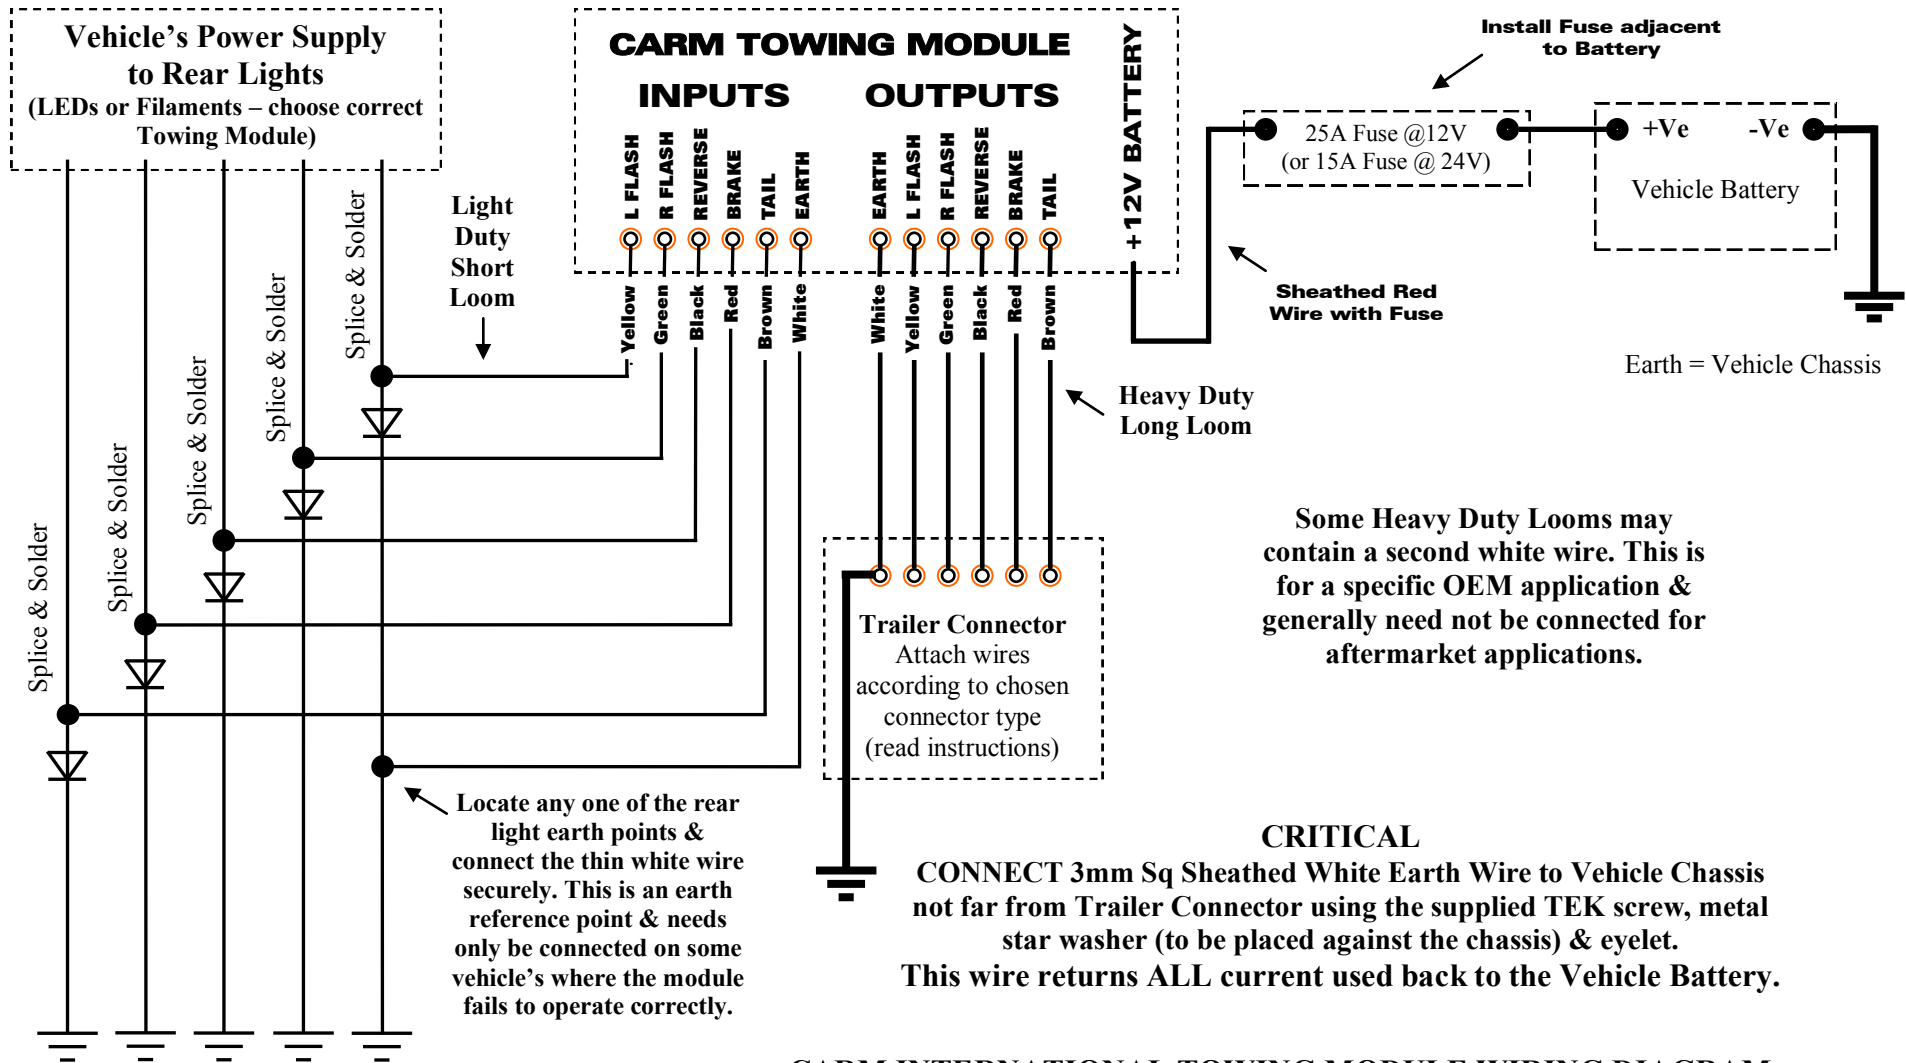 Vehicle's Power Supply
to Rear Lights
(LEDs or Filaments – choose correct
Towing Module)
CARM TOWING MODULE
INPUTS
OUTPUTS
L FLASH
R FLASH
REVERSE
BRAKE
TAIL
EARTH
EARTH
L FLASH
R FLASH
REVERSE
BRAKE
TAIL
+12V BATTERY
Install Fuse adjacent
to Battery
25A Fuse @12V
(or 15A Fuse @ 24V)
+Ve
-Ve
Vehicle Battery
Sheathed Red
Wire with Fuse
Earth = Vehicle Chassis
Light
Duty
Short
Loom
Yellow
Green
Black
Red
Brown
White
White
Yellow
Green
Black
Red
Brown
Heavy Duty
Long Loom
Splice & Solder
Splice & Solder
Splice & Solder
Splice & Solder
Splice & Solder
Some Heavy Duty Looms may
contain a second white wire. This is
for a specific OEM application &
generally need not be connected for
aftermarket applications.
Trailer Connector
Attach wires
according to chosen
connector type
(read instructions)
Locate any one of the rear
light earth points &
connect the thin white wire
securely. This is an earth
reference point & needs
only be connected on some
vehicle's where the module
fails to operate correctly.
CRITICAL
CONNECT 3mm Sq Sheathed White Earth Wire to Vehicle Chassis
not far from Trailer Connector using the supplied TEK screw, metal
star washer (to be placed against the chassis) & eyelet.
This wire returns ALL current used back to the Vehicle Battery.
CARM INTERNATIONAL TOWING MODULE WIRING DIAGRAM